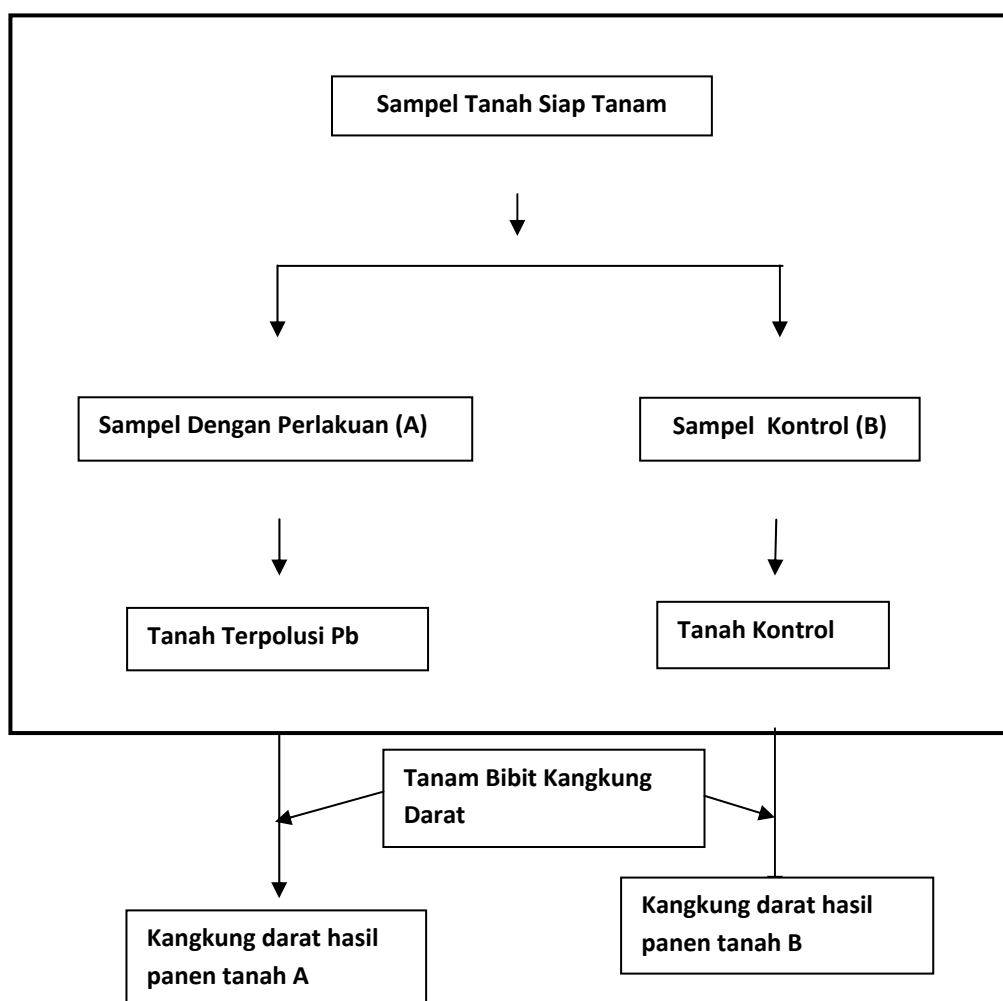 Sampel Tanah Siap Tanam
Sampel Dengan Perlakuan (A)
Sampel Kontrol (B)
Tanah Terpolusi Pb
Tanah Kontrol
Tanam Bibit Kangkung
Darat
Kangkung darat hasil
panen tanah A
Kangkung darat hasil
panen tanah B